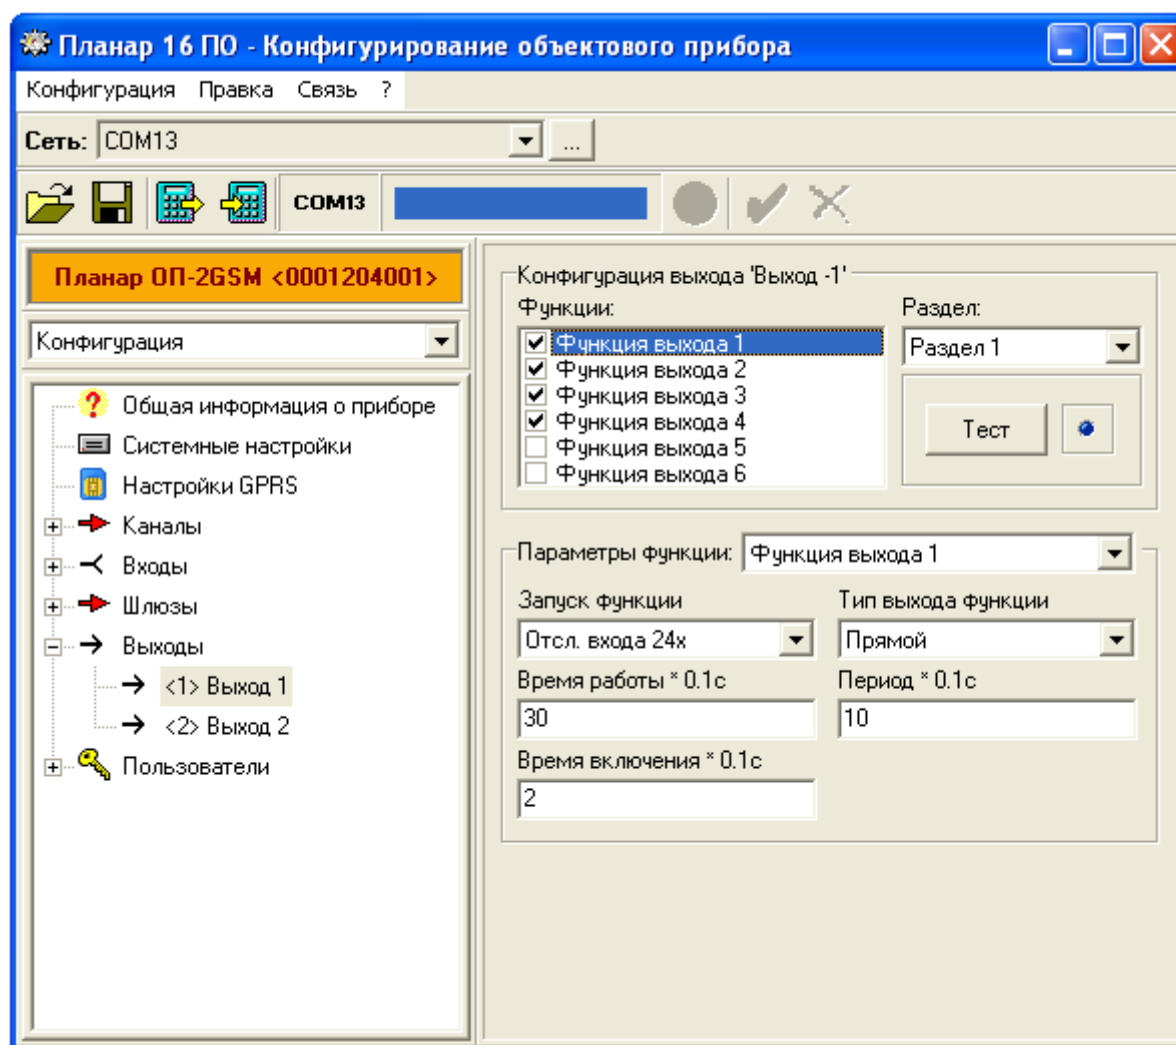 Планар 16 ПО - Конфигурирование объектового прибора
Конфигурация Правка Связь ?
Сеть: COM13 ...
COM13
Планар ОП-2GSM <0001204001>
Конфигурация
Общая информация о приборе
Системные настройки
Настройки GPRS
Каналы
Входы
Шлюзы
Выходы
<1> Выход 1
<2> Выход 2
Пользователи
Конфигурация выхода 'Выход -1'
Функции:
Функция выхода 1
Функция выхода 2
Функция выхода 3
Функция выхода 4
Функция выхода 5
Функция выхода 6
Раздел:
Раздел 1
Тест
Параметры функции: Функция выхода 1
Запуск функции Тип выхода функции
Отсл. входа 24х Прямой
Время работы * 0.1с Период * 0.1с
30 10
Время включения * 0.1с
2